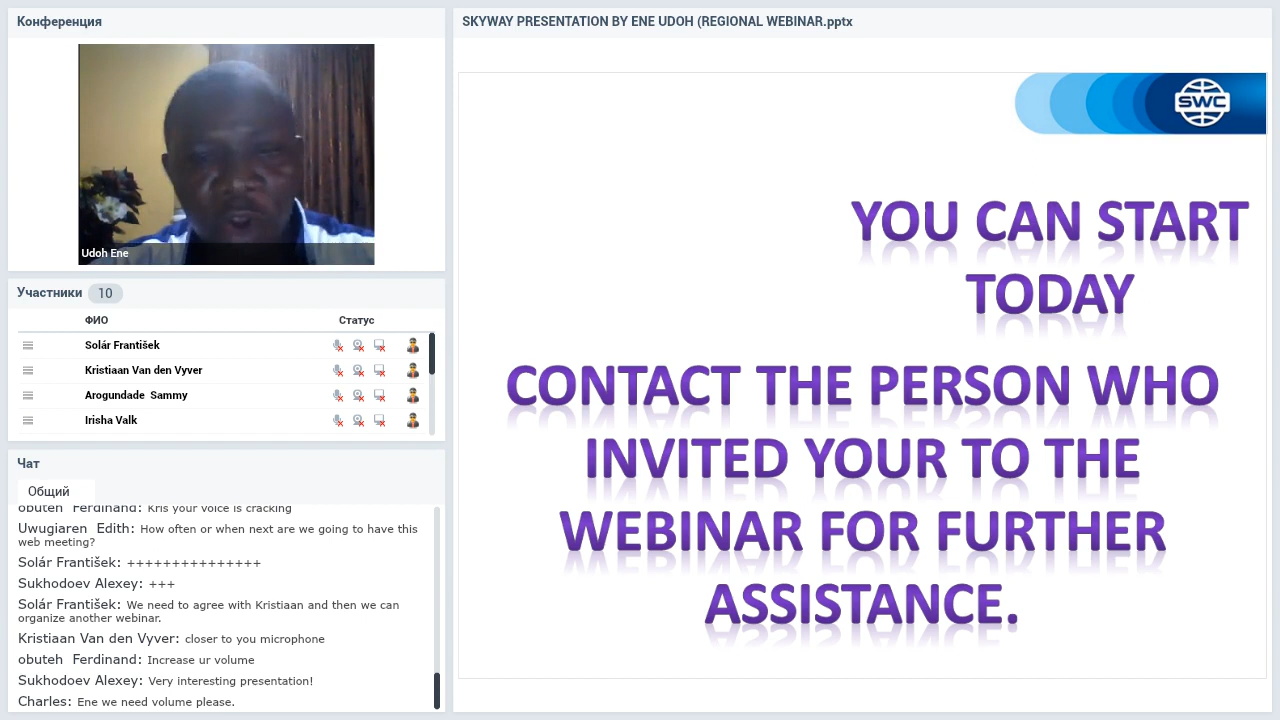 Конференция
Udoh Ene
Участники 10
ФИО Статус
Solár František
Kristiaan Van den Vyver
Arogundade Sammy
Irisha Valk
Чат
Общий
obuteh Ferdinand: Kris your voice is cracking
Uwugiaren Edith: How often or when next are we going to have this
web meeting?
Solár František: +++++++++++++++
Sukhodoev Alexey: +++
Solár František: We need to agree with Kristiaan and then we can
organize another webinar.
Kristiaan Van den Vyver: closer to you microphone
obuteh Ferdinand: Increase ur volume
Sukhodoev Alexey: Very interesting presentation!
Charles: Ene we need volume please.
SKYWAY PRESENTATION BY ENE UDOH (REGIONAL WEBINAR.pptx
SWC
YOU CAN START
TODAY
CONTACT THE PERSON WHO
INVITED YOUR TO THE
WEBINAR FOR FURTHER
ASSISTANCE.